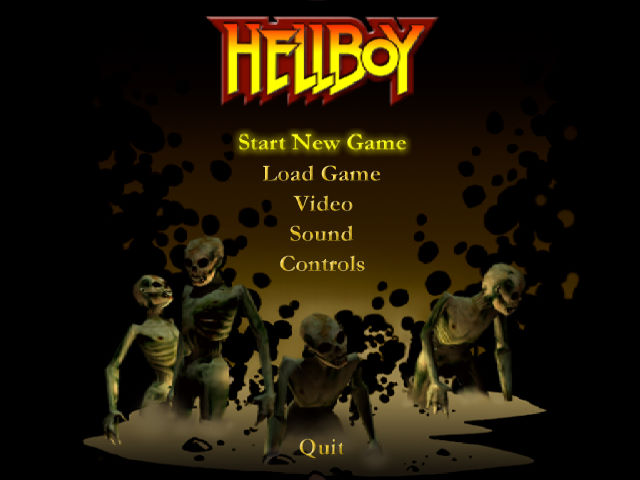 HELLBOY
Start New Game
Load Game
Video
Sound
Controls
Quit